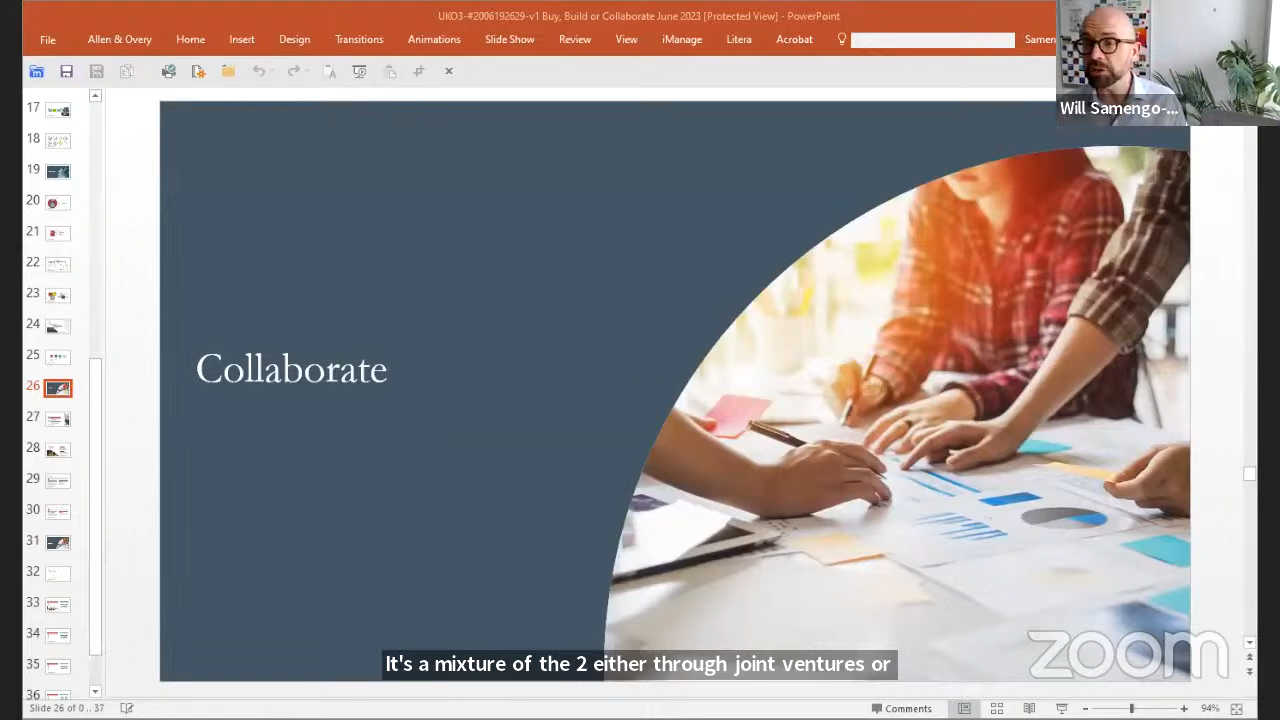 UKO3-#2006192629-v1 Buy, Build or Collaborate June 2023 [Protected View] - PowerPoint
File Allen & Overy Home Insert Design Transitions Animations Slide Show Review View iManage Litera Acrobat Samen
Will Samengo-...
17
18
19
20
21
22
23
24
25
26
27
28
29
30
31
32
33
34
35
36
Collaborate
It's a mixture of the 2 either through joint ventures or
zoom
Slide 26 of 0 .. 37 Comments 94%